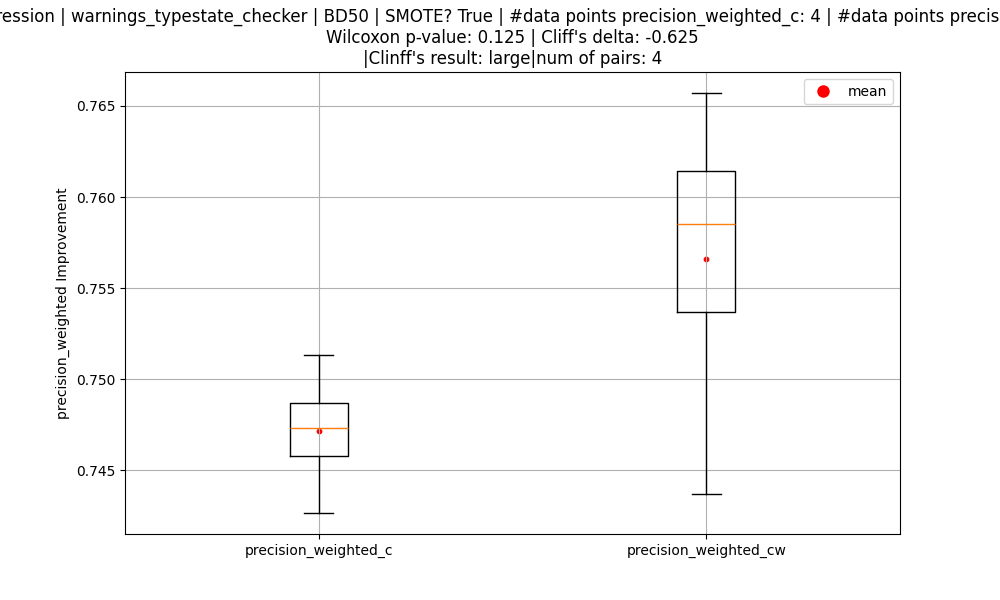 ression | warnings_typestate_checker | BD50 | SMOTE? True | #data points precision_weighted_c: 4 | #data points precis
Wilcoxon p-value: 0.125 | Cliff's delta: -0.625
|Clinff's result: large|num of pairs: 4
mean
0.765
0.760
0.755
0.750
0.745
precision_weighted Improvement
precision_weighted_c
precision_weighted_cw